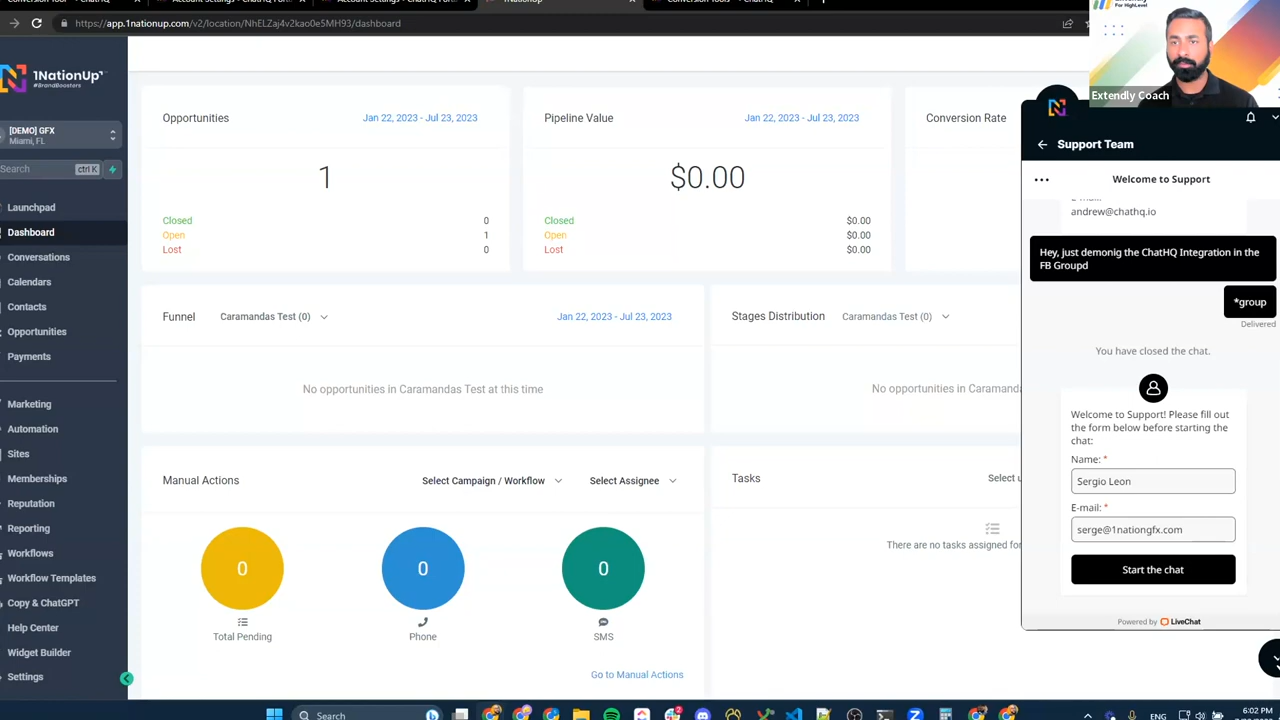 https://app.1nationup.com/v2/location/NhELZaj4v2kao0e5MH93/dashboard
For HighLevel
Extendly Coach
1NationUp
#BrandBoosters
[DEMO] GFX
Miami, FL
Search
ctrl K
Launchpad
Dashboard
Conversations
Calendars
Contacts
Opportunities
Payments
Marketing
Automation
Sites
Memberships
Reputation
Reporting
Workflows
Workflow Templates
Copy & ChatGPT
Help Center
Widget Builder
Settings
Opportunities
Jan 22, 2023 - Jul 23, 2023
1
Closed 0
Open 1
Lost 0
Pipeline Value
Jan 22, 2023 - Jul 23, 2023
$0.00
Closed $0.00
Open $0.00
Lost $0.00
Conversion Rate
Funnel
Caramandas Test (0)
Jan 22, 2023 - Jul 23, 2023
No opportunities in Caramandas Test at this time
Stages Distribution
Caramandas Test (0)
No opportunities in Caramanda
Manual Actions
Select Campaign / Workflow
Select Assignee
0
Total Pending
0
Phone
0
SMS
Go to Manual Actions
Tasks
Select u
There are no tasks assigned for
Support Team
Welcome to Support
andrew@chathq.io
Hey, just demonig the ChatHQ Integration in the
FB Groupd
*group
Delivered
You have closed the chat.
Welcome to Support! Please fill out
the form below before starting the
chat:
Name: *
Sergio Leon
E-mail: *
serge@1nationgfx.com
Start the chat
Powered by LiveChat
Search
ENG
6:02 PM